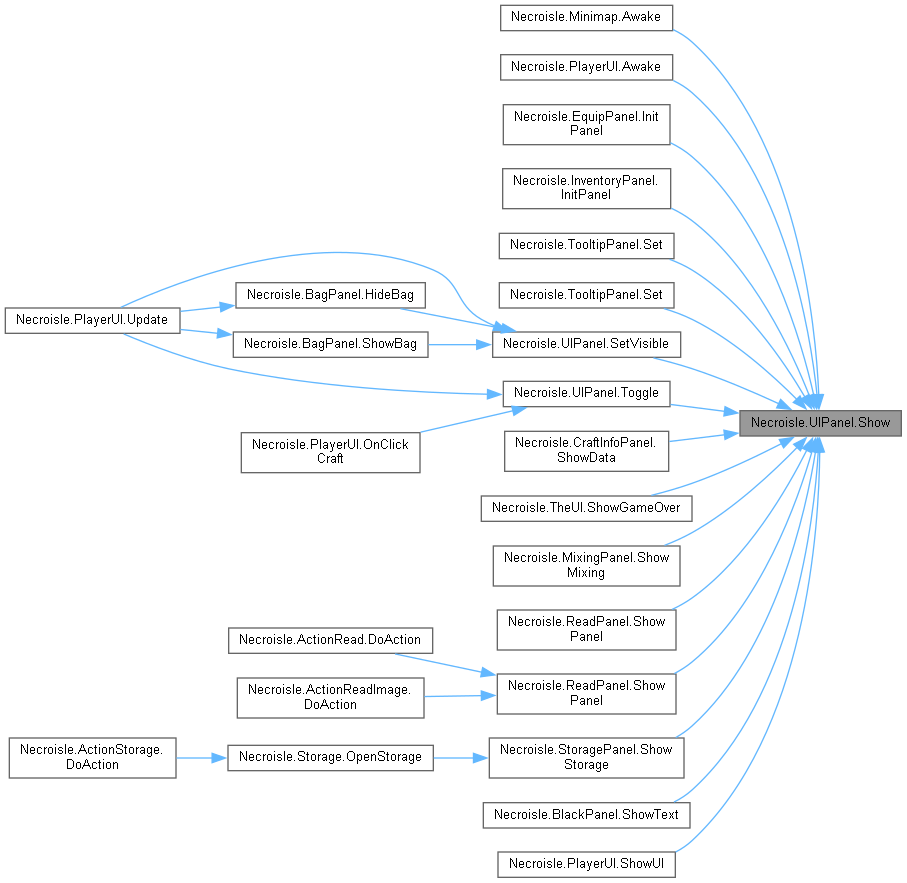 Necroisle.Minimap.Awake
Necroisle.PlayerUI.Awake
Necroisle.EquipPanel.Init
Panel
Necroisle.InventoryPanel.
InitPanel
Necroisle.TooltipPanel.Set
Necroisle.TooltipPanel.Set
Necroisle.BagPanel.HideBag
Necroisle.PlayerUI.Update
Necroisle.BagPanel.ShowBag
Necroisle.UIPanel.SetVisible
Necroisle.UIPanel.Toggle
Necroisle.UIPanel.Show
Necroisle.PlayerUI.OnClick
Craft
Necroisle.CraftInfoPanel.
ShowData
Necroisle.TheUI.ShowGameOver
Necroisle.MixingPanel.Show
Mixing
Necroisle.ReadPanel.Show
Panel
Necroisle.ActionRead.DoAction
Necroisle.ActionReadImage.
DoAction
Necroisle.ReadPanel.Show
Panel
Necroisle.ActionStorage.
DoAction
Necroisle.Storage.OpenStorage
Necroisle.StoragePanel.Show
Storage
Necroisle.BlackPanel.ShowText
Necroisle.PlayerUI.ShowUI